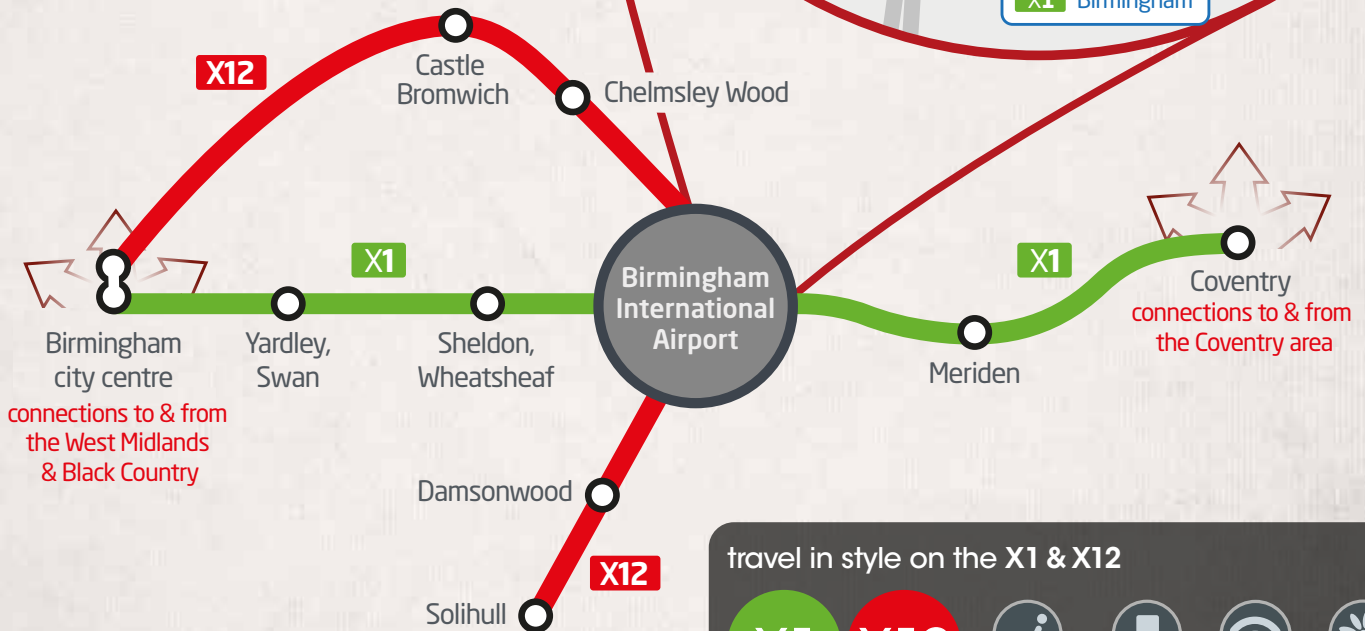 X1 Birmingham
X12
Castle
Bromwich
Chelmsley Wood
X1
Birmingham
International
Airport
X1
Coventry
connections to & from
the Coventry area
Birmingham
city centre
connections to & from
the West Midlands
& Black Country
Yardley,
Swan
Sheldon,
Wheatsheaf
Meriden
Damsonwood
X12
Solihull
travel in style on the X1 & X12
X1
X12